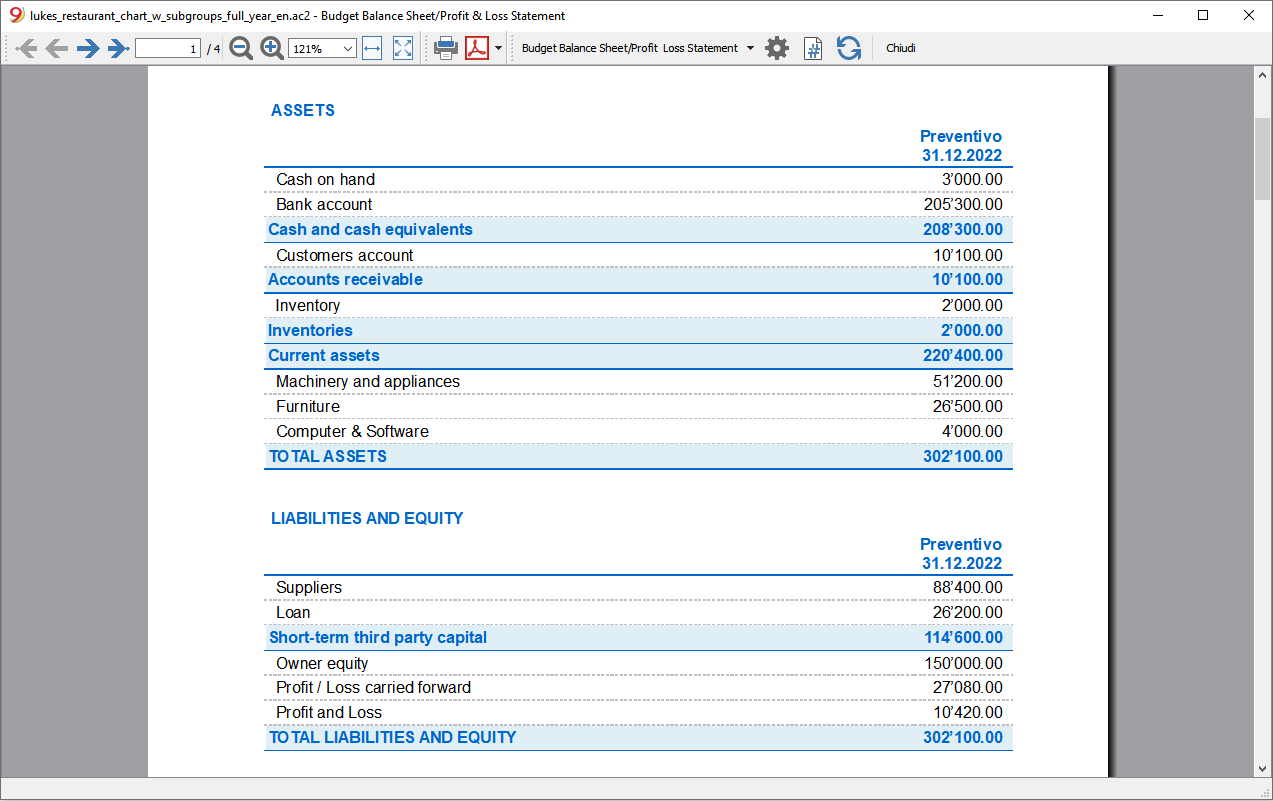 lukes_restaurant_chart_w_subgroups_full_year_en.ac2 - Budget Balance Sheet/Profit & Loss Statement
1 / 4 121% Budget Balance Sheet/Profit Loss Statement Chiudi
ASSETS
Preventivo
31.12.2022
Cash on hand 3’000.00
Bank account 205’300.00
Cash and cash equivalents 208’300.00
Customers account 10’100.00
Accounts receivable 10’100.00
Inventory 2’000.00
Inventories 2’000.00
Current assets 220’400.00
Machinery and appliances 51’200.00
Furniture 26’500.00
Computer & Software 4’000.00
TOTAL ASSETS 302’100.00
LIABILITIES AND EQUITY
Preventivo
31.12.2022
Suppliers 88’400.00
Loan 26’200.00
Short-term third party capital 114’600.00
Owner equity 150’000.00
Profit / Loss carried forward 27’080.00
Profit and Loss 10’420.00
TOTAL LIABILITIES AND EQUITY 302’100.00